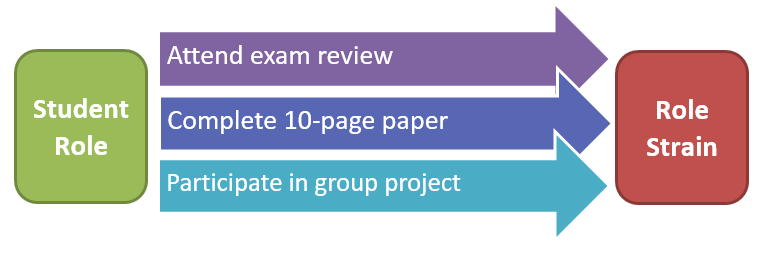 Student
Role
Attend exam review
Complete 10-page paper
Participate in group project
Role
Strain